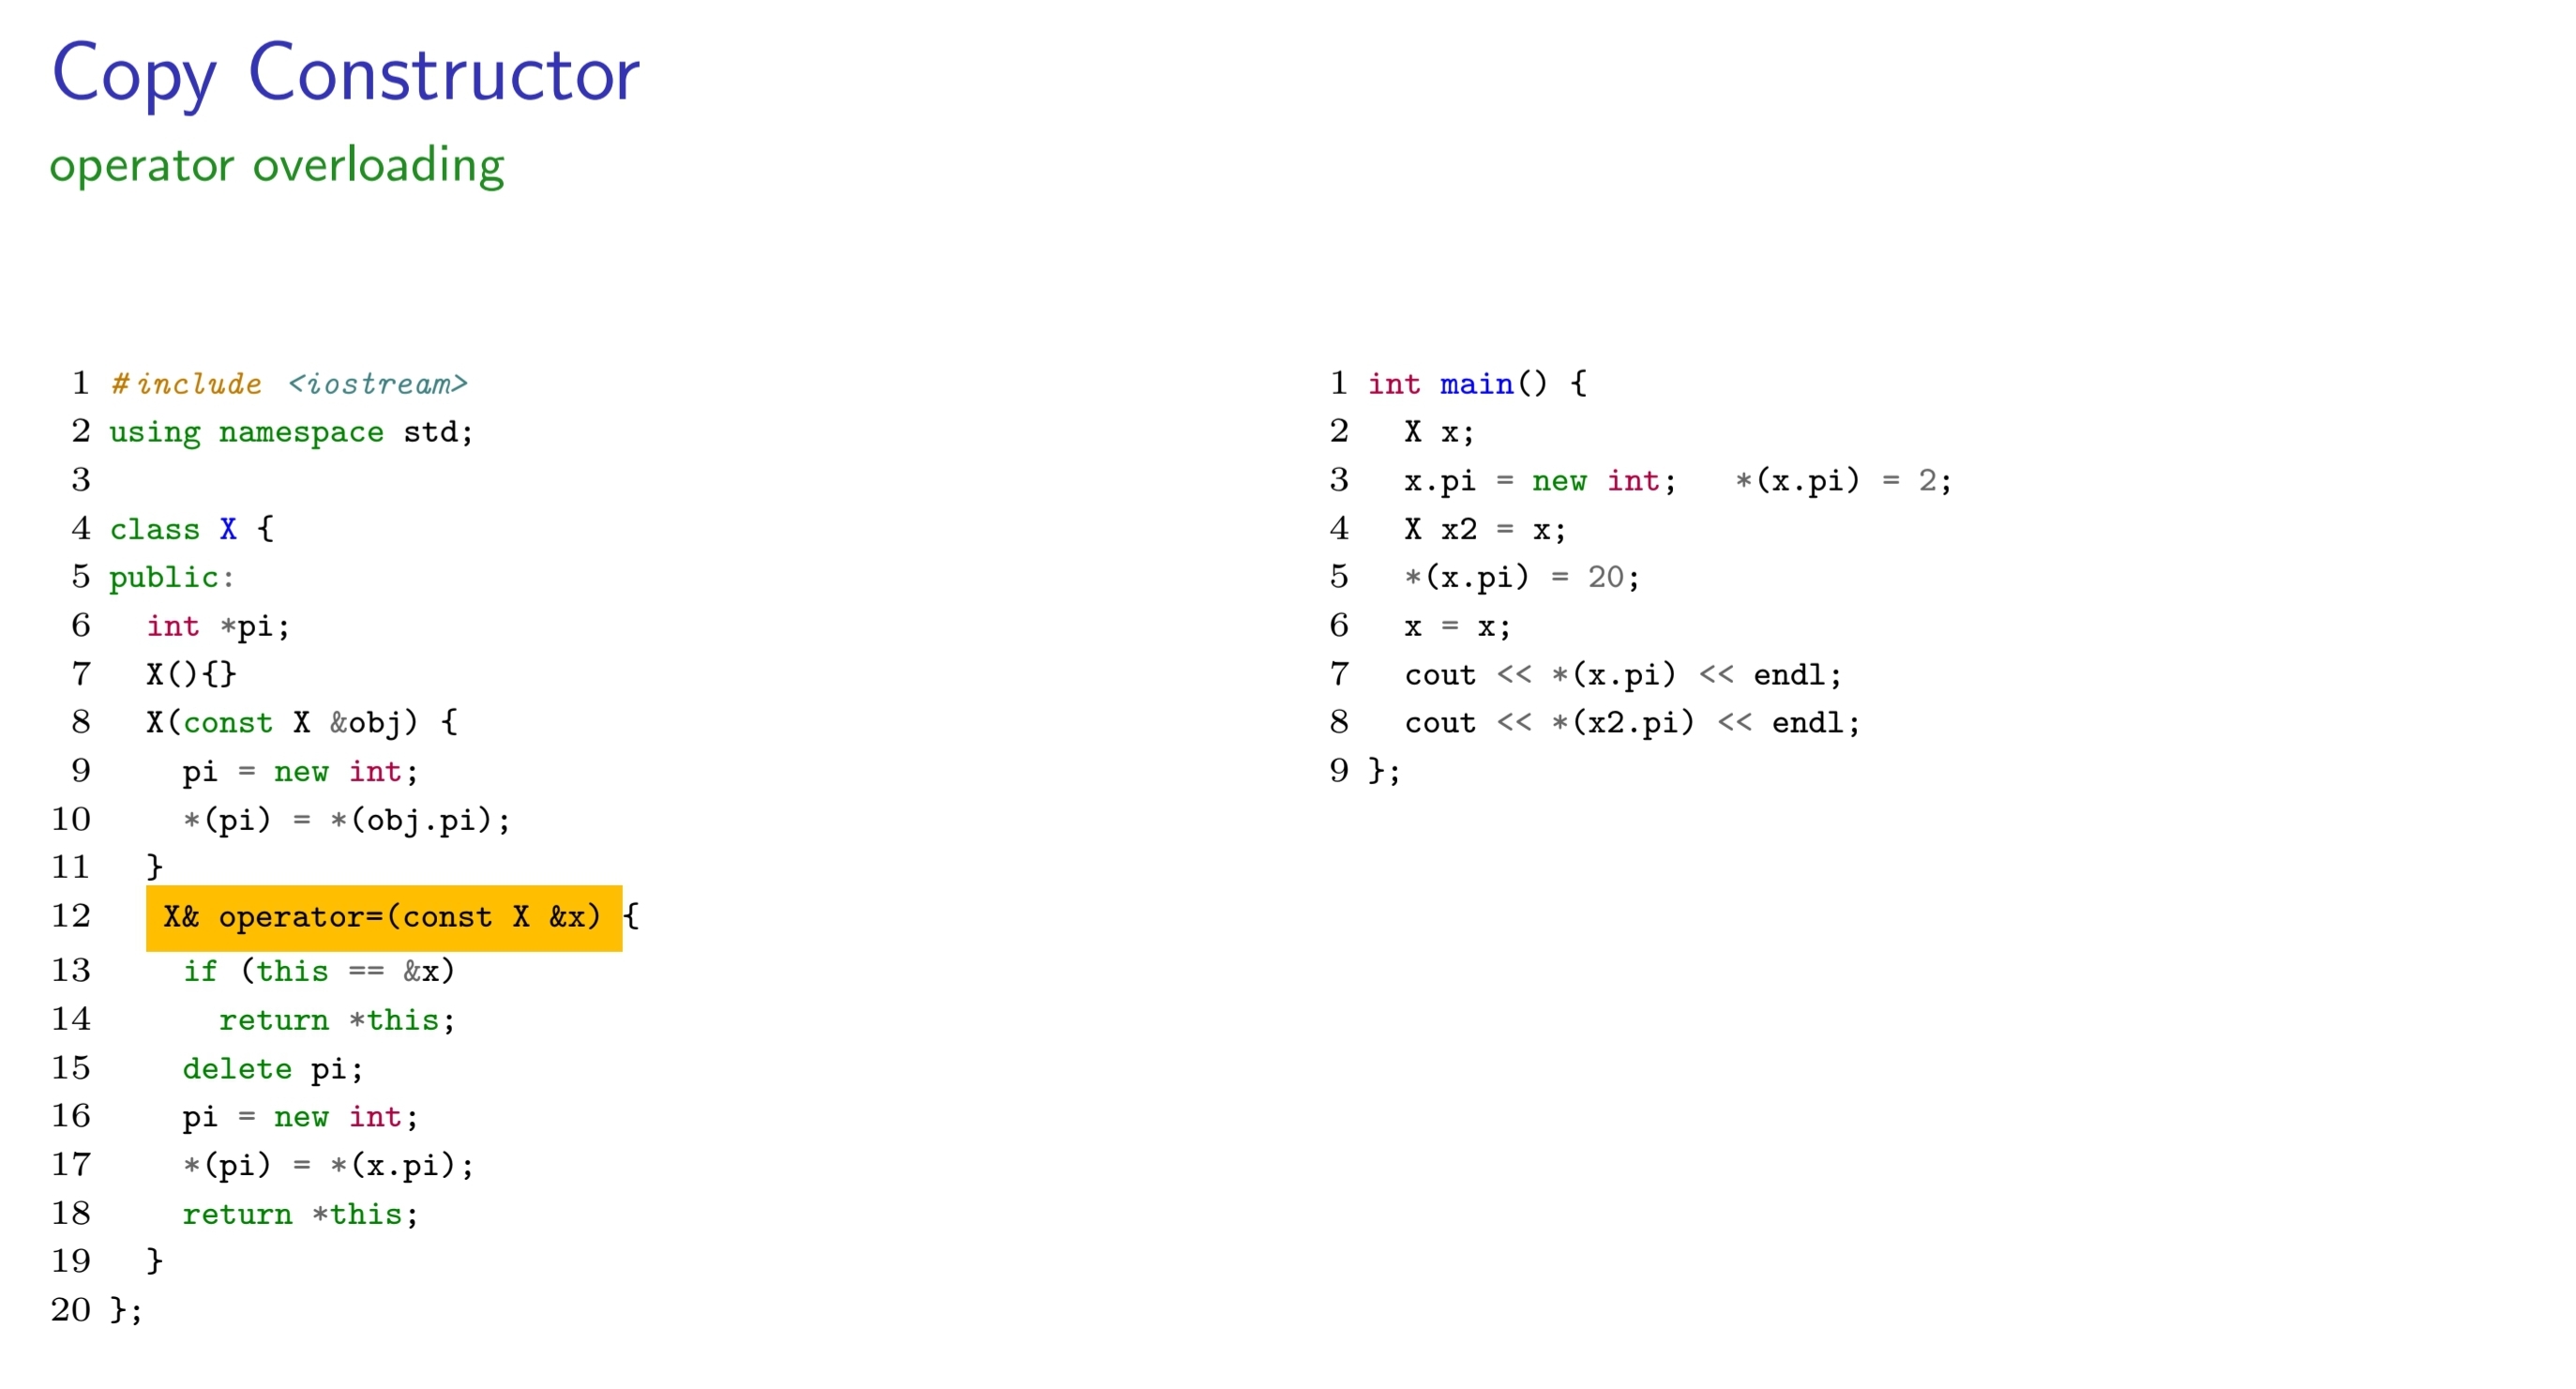 Copy Constructor
operator overloading
1 #include <iostream>
2 using namespace std;
3
4 class X {
5 public:
6   int *pi;
7   X(){}
8   X(const X &obj) {
9     pi = new int;
10     *(pi) = *(obj.pi);
11   }
12   X& operator=(const X &x) {
13     if (this == &x)
14       return *this;
15     delete pi;
16     pi = new int;
17     *(pi) = *(x.pi);
18     return *this;
19   }
20 };
1 int main() {
2   X x;
3   x.pi = new int;   *(x.pi) = 2;
4   X x2 = x;
5   *(x.pi) = 20;
6   x = x;
7   cout << *(x.pi) << endl;
8   cout << *(x2.pi) << endl;
9 };